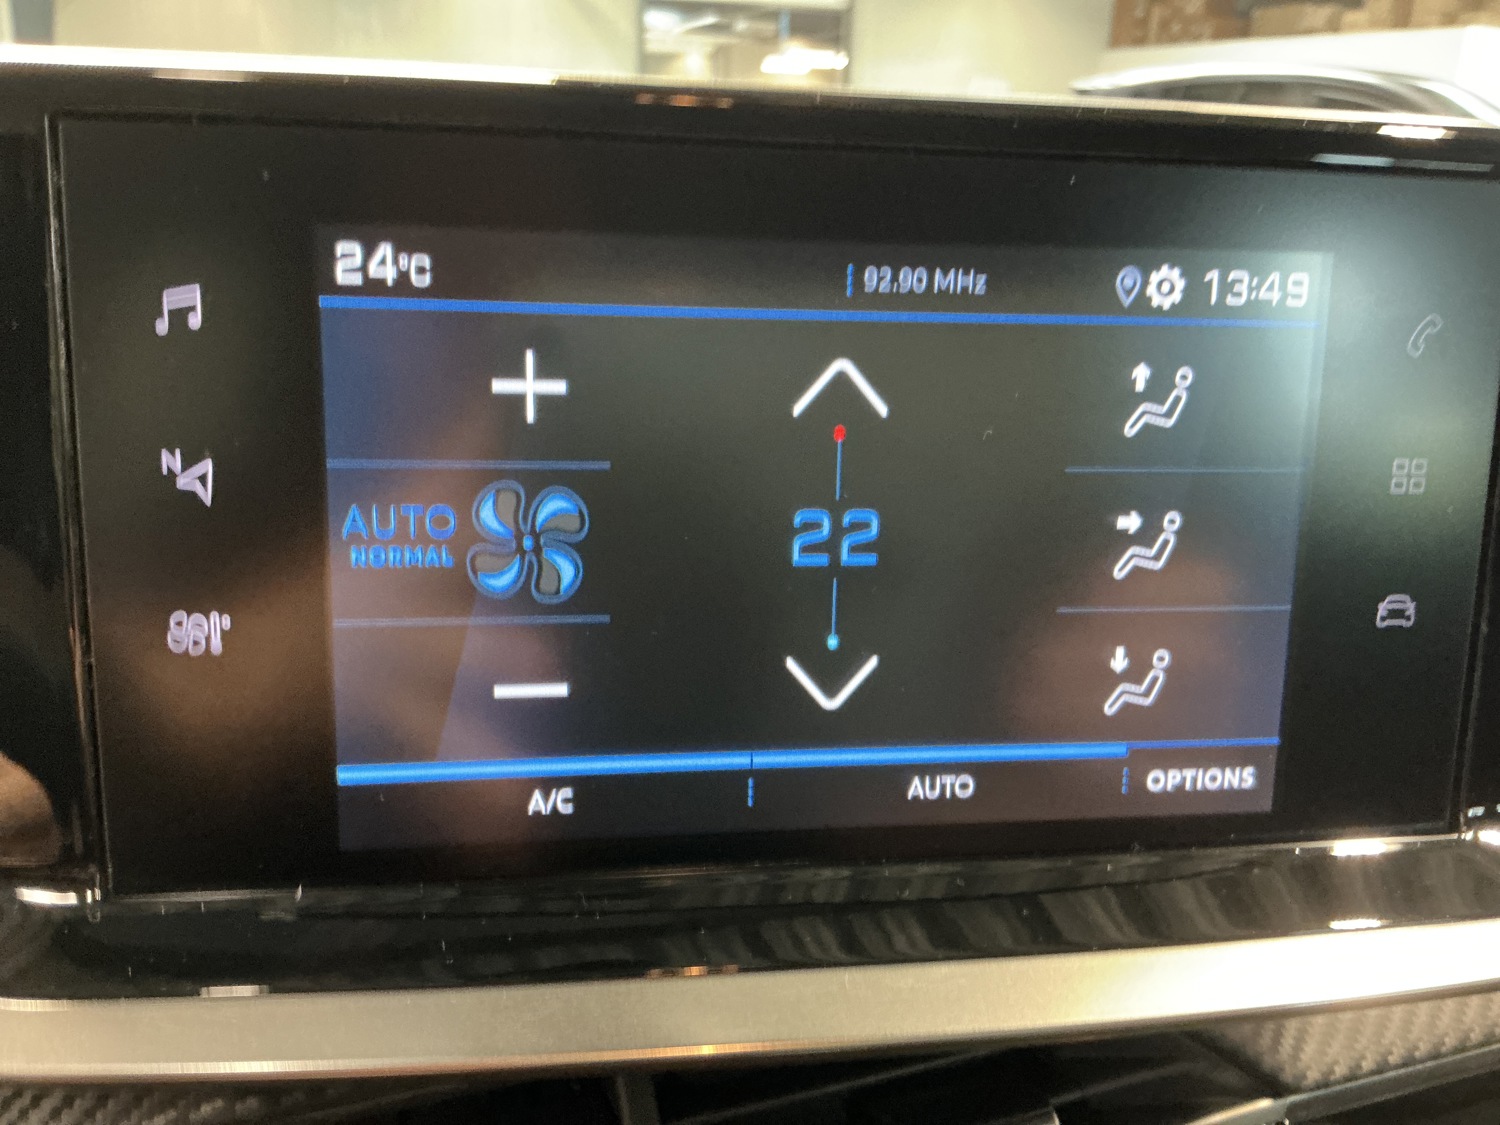 24°C
92.90 MHz
13:49
N
AUTO
NORMAL
22
A/C
AUTO
OPTIONS